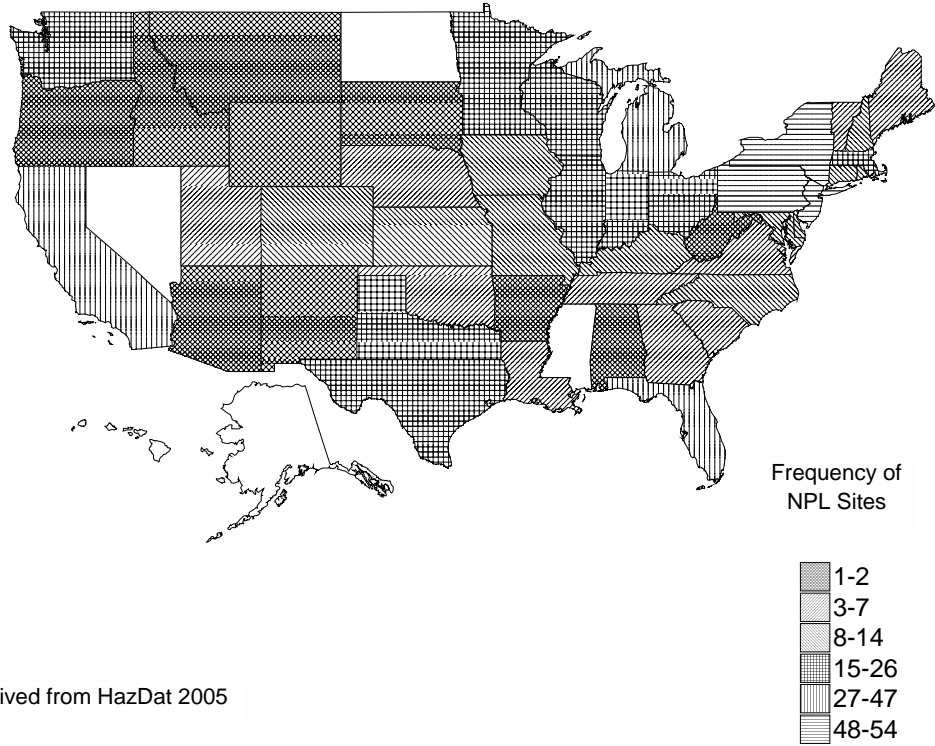 Frequency of
NPL Sites
1-2
3-7
8-14
15-26
27-47
48-54
ived from HazDat 2005